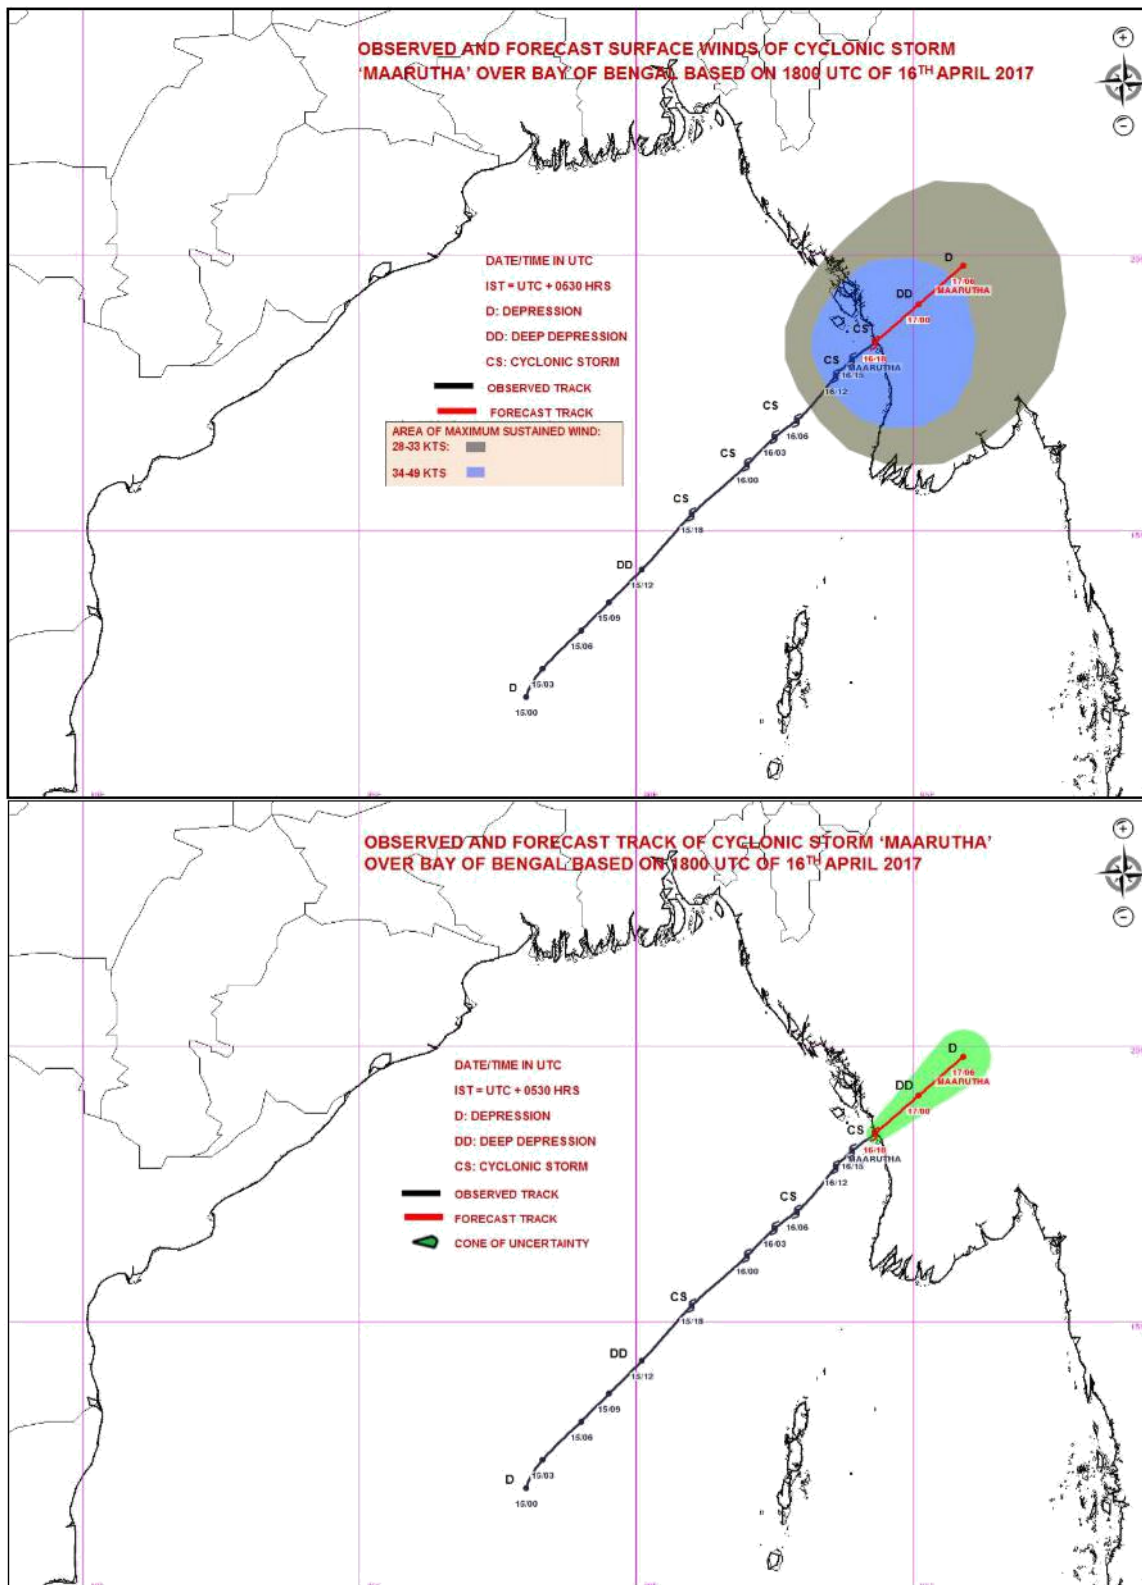 OBSERVED AND FORECAST SURFACE WINDS OF CYCLONIC STORM
'MAARUTHA' OVER BAY OF BENGAL BASED ON 1800 UTC OF 16TH APRIL 2017
DATE/TIME IN UTC
IST = UTC + 0530 HRS
D: DEPRESSION
DD: DEEP DEPRESSION
CS: CYCLONIC STORM
OBSERVED TRACK
FORECAST TRACK
AREA OF MAXIMUM SUSTAINED WIND:
28-33 KTS:
34-49 KTS
D
17/06
MAARUTHA
DD
17/00
CS
16/18
MAARUTHA
CS
16/15
16/12
CS
16/06
16/03
CS
16/00
CS
15/18
DD
15/12
15/09
15/06
15/03
D
15/00
OBSERVED AND FORECAST TRACK OF CYCLONIC STORM 'MAARUTHA'
OVER BAY OF BENGAL BASED ON 1800 UTC OF 16TH APRIL 2017
DATE/TIME IN UTC
IST = UTC + 0530 HRS
D: DEPRESSION
DD: DEEP DEPRESSION
CS: CYCLONIC STORM
OBSERVED TRACK
FORECAST TRACK
CONE OF UNCERTAINTY
D
17/06
MAARUTHA
DD
17/00
CS
16/18
MAARUTHA
16/15
16/12
CS
16/06
16/03
16/00
CS
15/18
DD
15/12
15/09
15/06
15/03
D
15/00